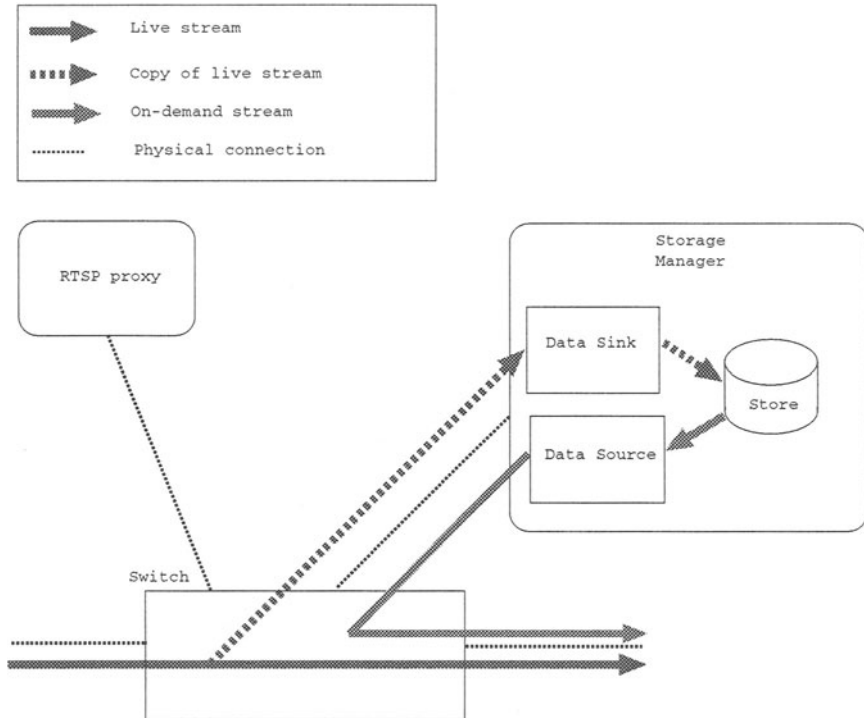 Live stream
Copy of live stream
On-demand stream
Physical connection
RTSP proxy
Storage
Manager
Data Sink
Store
Data Source
Switch